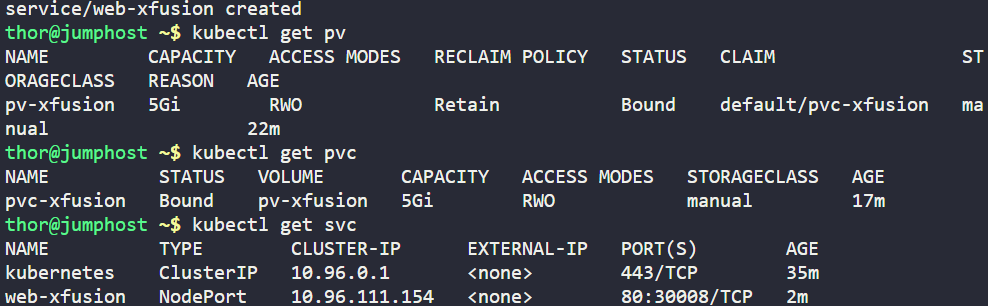 service/web-xfusion created
thor@jumphost ~$ kubectl get pv
NAME         CAPACITY   ACCESS MODES   RECLAIM POLICY   STATUS   CLAIM                 ST
ORAGECLASS   REASON   AGE
pv-xfusion   5Gi        RWO            Retain           Bound    default/pvc-xfusion   ma
nual                  22m
thor@jumphost ~$ kubectl get pvc
NAME          STATUS   VOLUME       CAPACITY   ACCESS MODES   STORAGECLASS   AGE
pvc-xfusion   Bound    pv-xfusion   5Gi        RWO            manual         17m
thor@jumphost ~$ kubectl get svc
NAME          TYPE        CLUSTER-IP      EXTERNAL-IP   PORT(S)        AGE
kubernetes    ClusterIP   10.96.0.1       <none>        443/TCP        35m
web-xfusion   NodePort    10.96.111.154   <none>        80:30008/TCP   2m